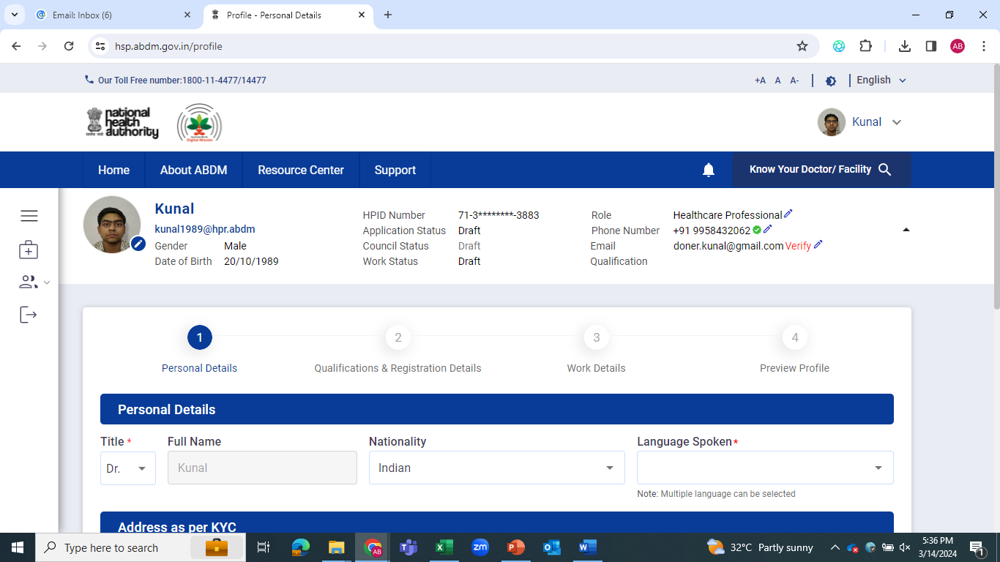 Email: Inbox (6)
Profile - Personal Details
hsp.abdm.gov.in/profile
AB
Our Toll Free number:1800-11-4477/14477
+A A A- English
national
health
authority
Digital Mission
Kunal
Home About ABDM Resource Center Support Know Your Doctor/ Facility
Kunal
kunal1989@hpr.abdm
Gender Male
Date of Birth 20/10/1989
HPID Number 71-3********-3883
Application Status Draft
Council Status Draft
Work Status Draft
Role Healthcare Professional
Phone Number +91 9958432062
Email doner.kunal@gmail.com Verify
Qualification
1 2 3 4
Personal Details Qualifications & Registration Details Work Details Preview Profile
Personal Details
Title * Full Name Nationality Language Spoken*
Dr. Kunal Indian
Note: Multiple language can be selected
Address as per KYC
Type here to search
AB
zm
32°C Partly sunny
5:36 PM
3/14/2024
1